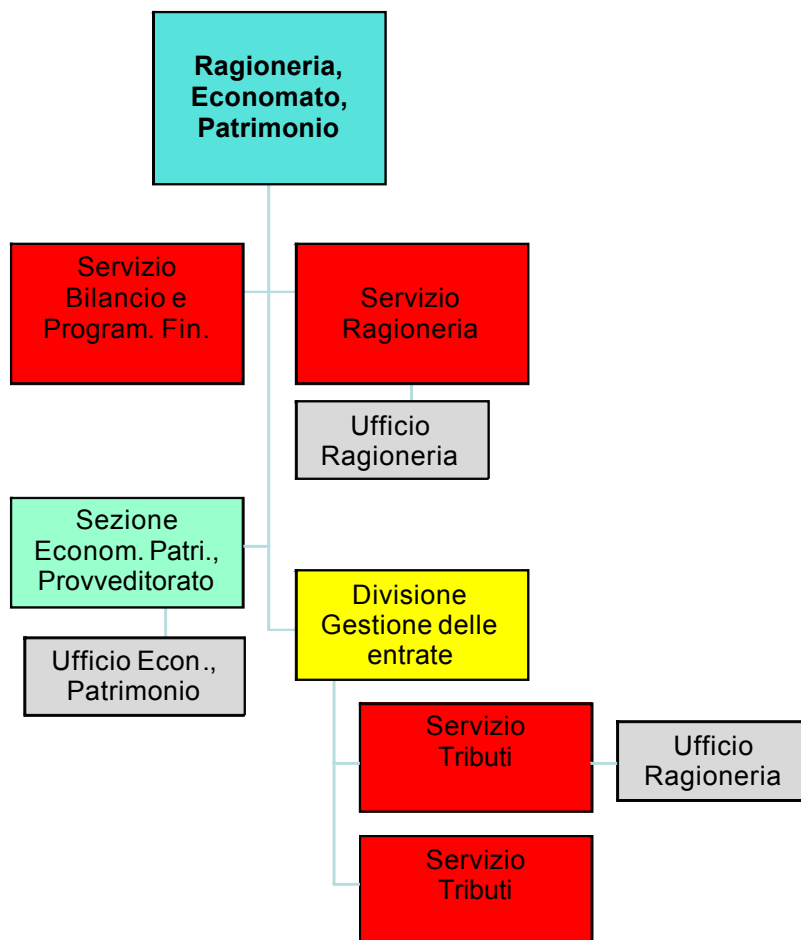 Ragioneria,
Economato,
Patrimonio
Servizio
Bilancio e
Program. Fin.
Servizio
Ragioneria
Ufficio
Ragioneria
Sezione
Econom. Patri.,
Provveditorato
Ufficio Econ.,
Patrimonio
Divisione
Gestione delle
entrate
Servizio
Tributi
Ufficio
Ragioneria
Servizio
Tributi